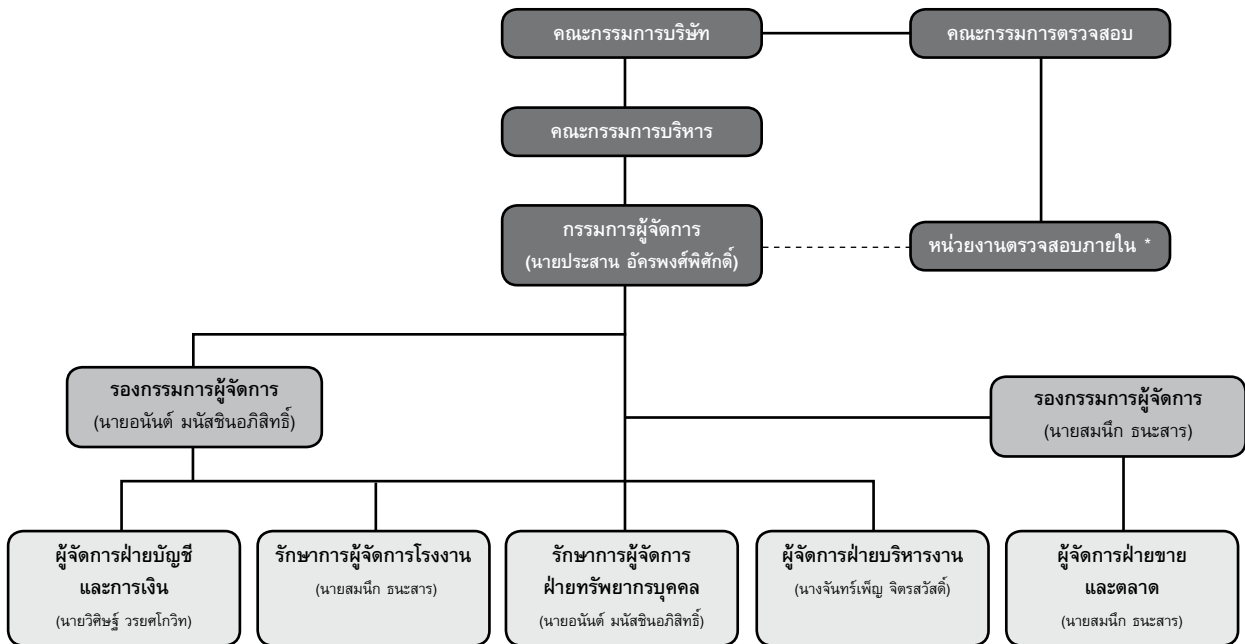 คณะกรรมการบริษัท
คณะกรรมการตรวจสอบ
คณะกรรมการบริหาร
กรรมการผู้จัดการ
(นายประสาน อัครพงศ์พิศักดิ์)
หน่วยงานตรวจสอบภายใน *
รองกรรมการผู้จัดการ
(นายอนันต์ มนัสชินอภิสิทธิ์)
รองกรรมการผู้จัดการ
(นายสมนึก ธนะสาร)
ผู้จัดการฝ่ายบัญชี
และการเงิน
(นายวิศิษฐ์ วรยศโกวิท)
รักษาการผู้จัดการโรงงาน
(นายสมนึก ธนะสาร)
รักษาการผู้จัดการ
ฝ่ายทรัพยากรบุคคล
(นายอนันต์ มนัสชินอภิสิทธิ์)
ผู้จัดการฝ่ายบริหารงาน
(นางจันทร์เพ็ญ จิตรสวัสดิ์)
ผู้จัดการฝ่ายขาย
และตลาด
(นายสมนึก ธนะสาร)